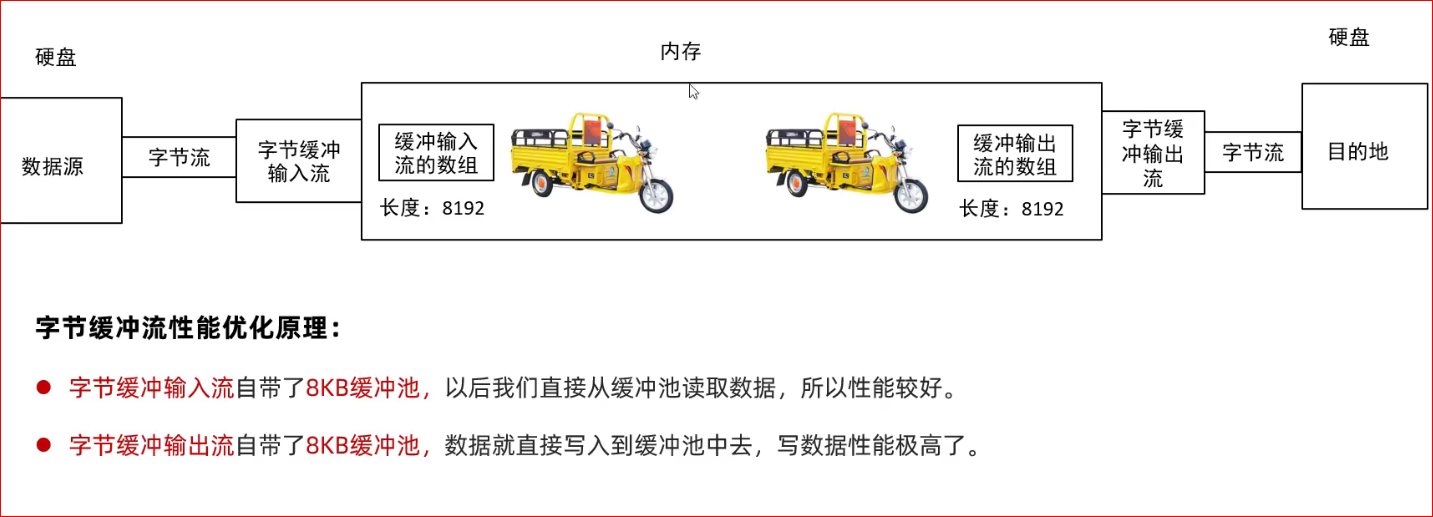 硬盘
内存
硬盘
数据源
字节流
字节缓冲
输入流
缓冲输入
流的数组
长度：8192
缓冲输出
流的数组
长度：8192
字节缓
冲输出
流
字节流
目的地
字节缓冲流性能优化原理：
字节缓冲输入流自带了8KB缓冲池，以后我们直接从缓冲池读取数据，所以性能较好。
字节缓冲输出流自带了8KB缓冲池，数据就直接写入到缓冲池中去，写数据性能极高了。